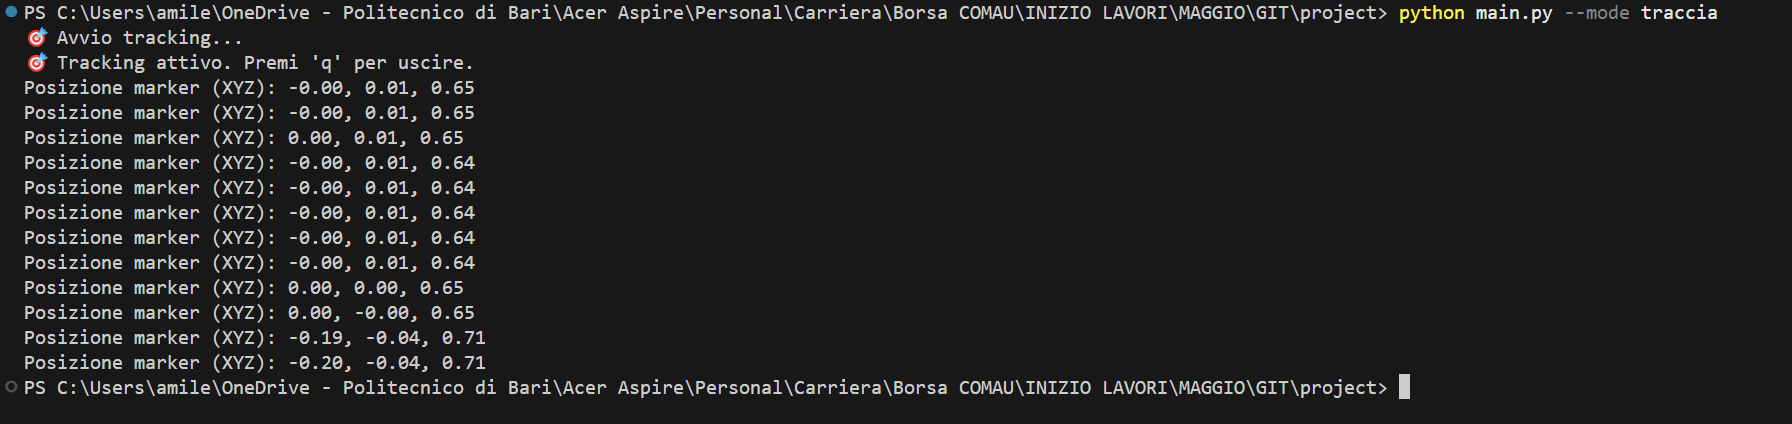 PS C:\Users\amile\OneDrive - Politecnico di Bari\Acer Aspire\Personal\Carriera\Borsa COMAU\INIZIO LAVORI\MAGGIO\GIT\project> python main.py --mode traccia
🎯 Avvio tracking...
🎯 Tracking attivo. Premi 'q' per uscire.
Posizione marker (XYZ): -0.00, 0.01, 0.65
Posizione marker (XYZ): -0.00, 0.01, 0.65
Posizione marker (XYZ): 0.00, 0.01, 0.65
Posizione marker (XYZ): -0.00, 0.01, 0.64
Posizione marker (XYZ): -0.00, 0.01, 0.64
Posizione marker (XYZ): -0.00, 0.01, 0.64
Posizione marker (XYZ): -0.00, 0.01, 0.64
Posizione marker (XYZ): -0.00, 0.01, 0.64
Posizione marker (XYZ): 0.00, 0.00, 0.65
Posizione marker (XYZ): 0.00, -0.00, 0.65
Posizione marker (XYZ): -0.19, -0.04, 0.71
Posizione marker (XYZ): -0.20, -0.04, 0.71
PS C:\Users\amile\OneDrive - Politecnico di Bari\Acer Aspire\Personal\Carriera\Borsa COMAU\INIZIO LAVORI\MAGGIO\GIT\project>